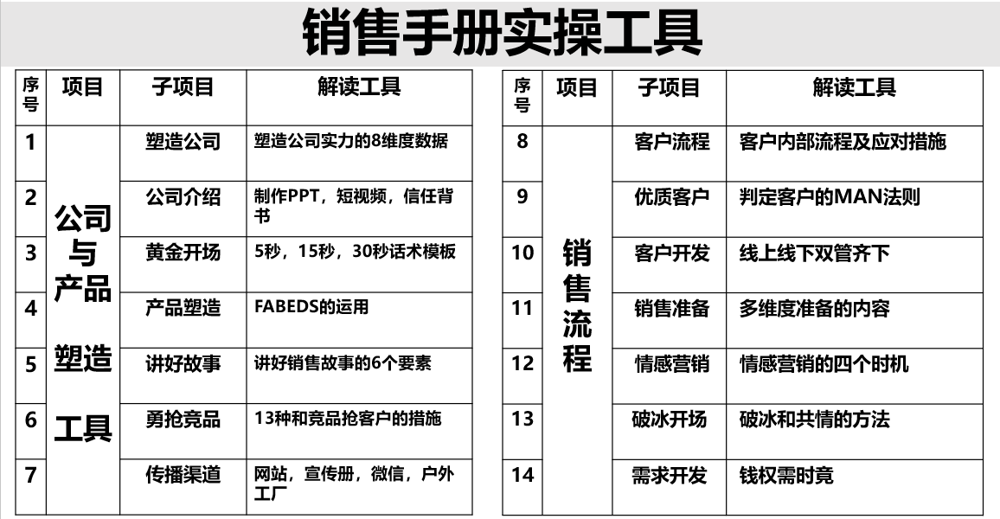 销售手册实操工具
序号 项目 子项目 解读工具
1 塑造公司 塑造公司实力的8维度数据
2 公司介绍 制作PPT，短视频，信任背
书
3 黄金开场 5秒，15秒，30秒话术模板
4 产品塑造 FABEDS的运用
5 讲好故事 讲好销售故事的6个要素
6 勇抢竞品 13种和竞品抢客户的措施
7 传播渠道 网站，宣传册，微信，户外
工厂
公司
与
产品
塑造
工具
序号 项目 子项目 解读工具
8 客户流程 客户内部流程及应对措施
9 优质客户 判定客户的MAN法则
10 客户开发 线上线下双管齐下
11 销售准备 多维度准备的内容
12 情感营销 情感营销的四个时机
13 破冰开场 破冰和共情的方法
14 需求开发 钱权需时竟
销
售
流
程